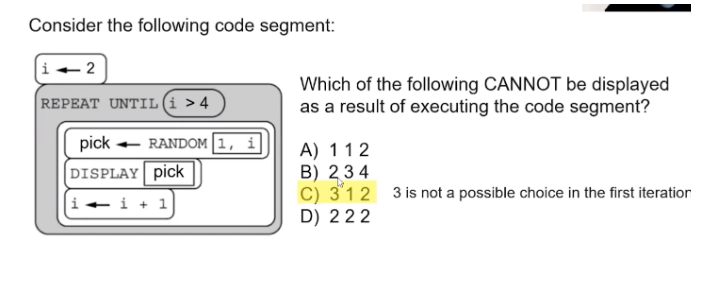 Consider the following code segment:
i ← 2
REPEAT UNTIL i > 4
pick ← RANDOM 1, i
DISPLAY pick
i ← i + 1
Which of the following CANNOT be displayed
as a result of executing the code segment?
A) 1 1 2
B) 2 3 4
C) 3 1 2 3 is not a possible choice in the first iteration
D) 2 2 2